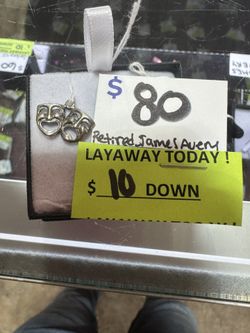 $ 80
Retired James Avery
LAYAWAY TODAY !
$ 10 DOWN